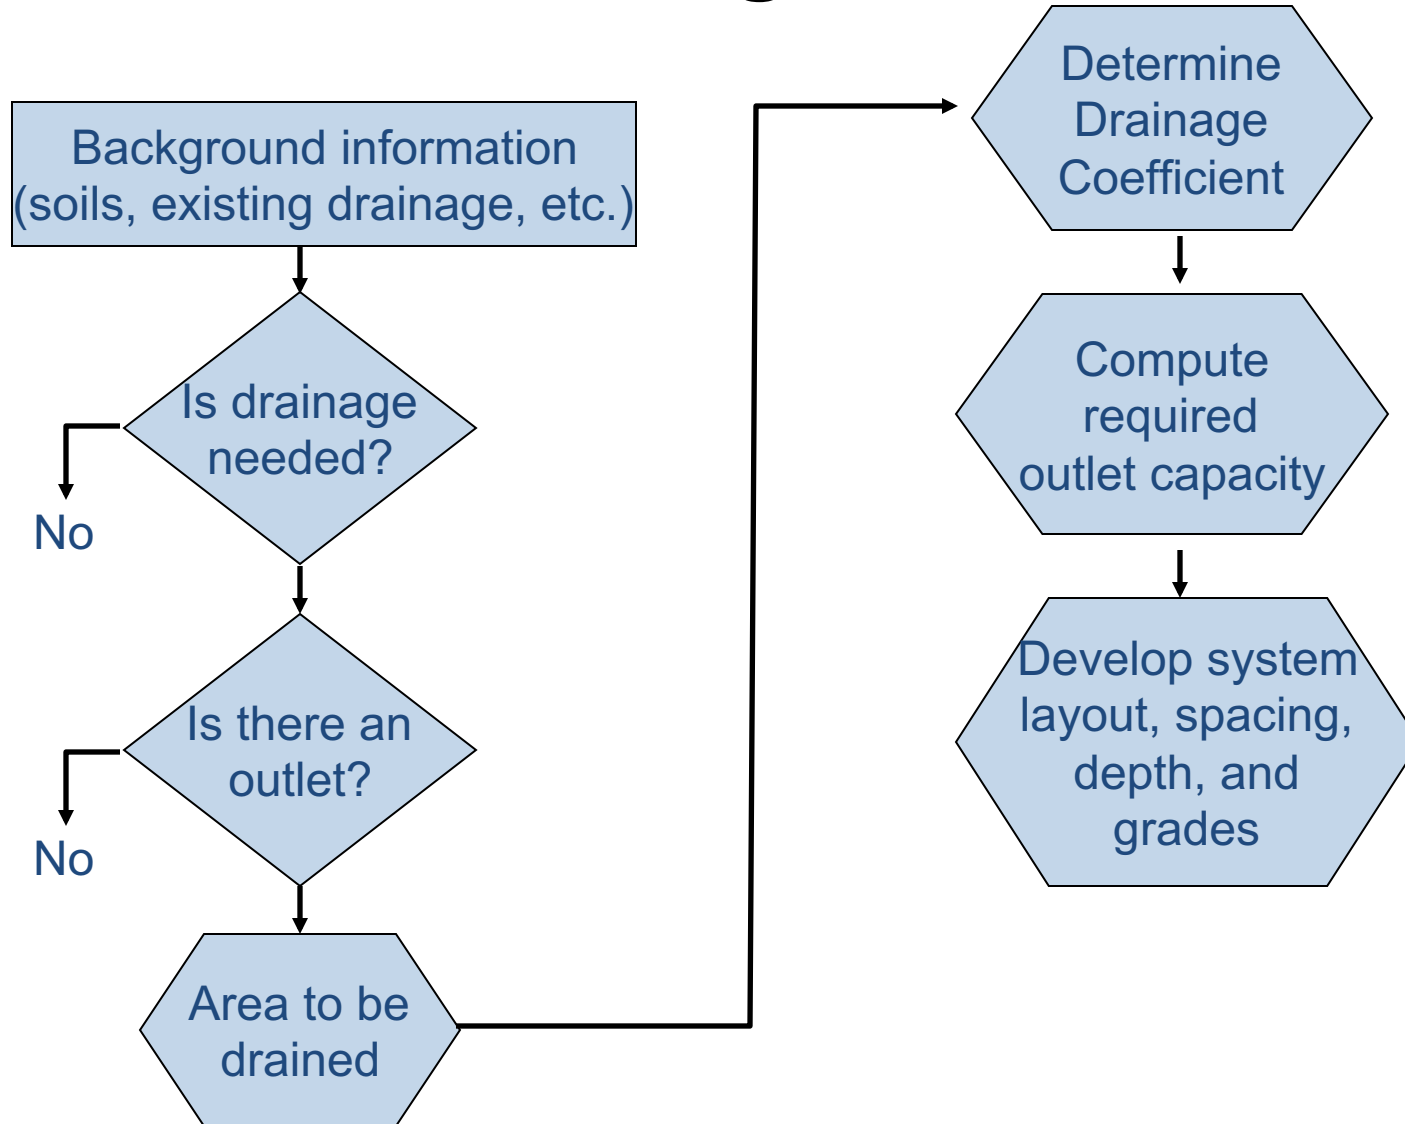 Background information
(soils, existing drainage, etc.)
Is drainage
needed?
No
Is there an
outlet?
No
Area to be
drained
Determine
Drainage
Coefficient
Compute
required
outlet capacity
Develop system
layout, spacing,
depth, and
grades